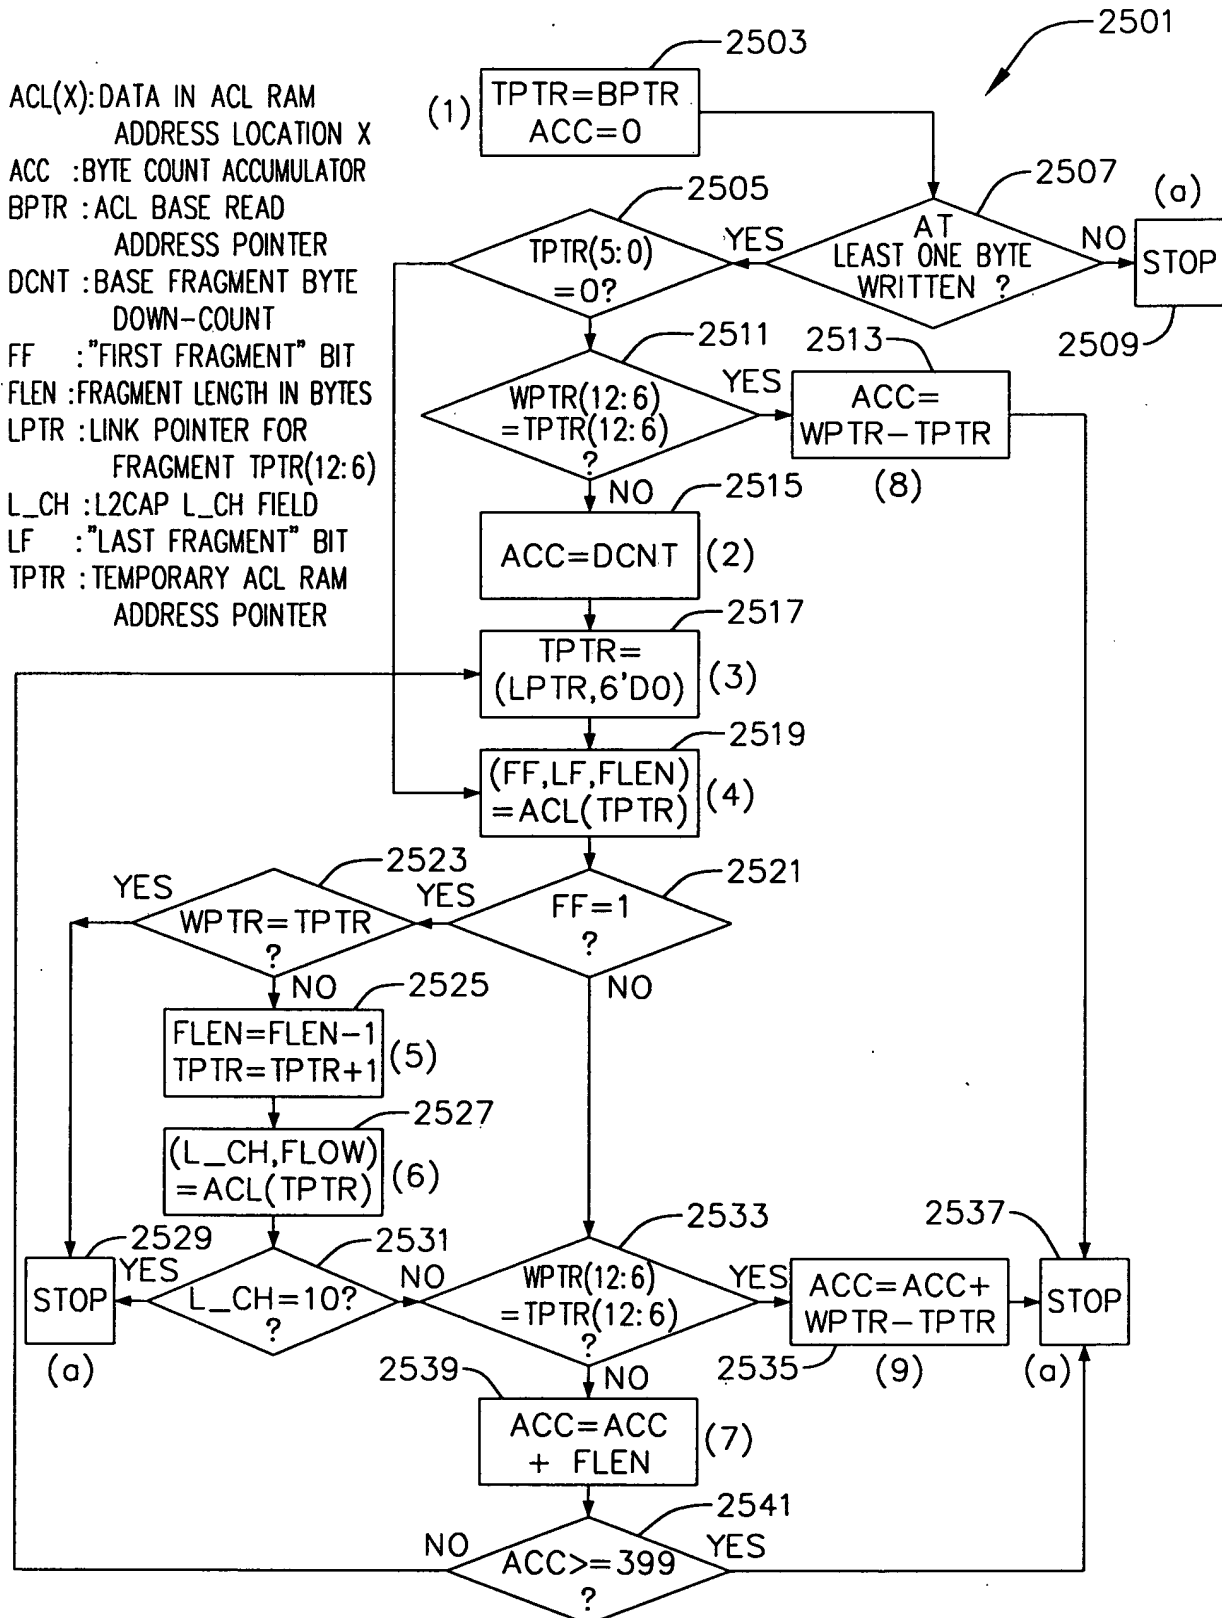 2501
2503
(1)
TPTR=BPTR
ACC=0
ACL(X):DATA IN ACL RAM
ADDRESS LOCATION X
ACC :BYTE COUNT ACCUMULATOR
BPTR :ACL BASE READ
ADDRESS POINTER
DCNT :BASE FRAGMENT BYTE
DOWN-COUNT
FF :"FIRST FRAGMENT" BIT
FLEN :FRAGMENT LENGTH IN BYTES
LPTR :LINK POINTER FOR
FRAGMENT TPTR(12:6)
L_CH :L2CAP L_CH FIELD
LF :"LAST FRAGMENT" BIT
TPTR :TEMPORARY ACL RAM
ADDRESS POINTER
2505
TPTR(5:0)
=0?
YES
2507
AT
LEAST ONE BYTE
WRITTEN ?
NO
(a)
STOP
2509
2511
WPTR(12:6)
=TPTR(12:6)
?
YES
NO
2513
ACC=
WPTR-TPTR
(8)
2515
ACC=DCNT
(2)
2517
TPTR=
(LPTR,6'D0)
(3)
2519
(FF,LF,FLEN)
=ACL(TPTR)
(4)
2521
FF=1
?
YES
NO
2523
WPTR=TPTR
?
YES
NO
2525
FLEN=FLEN-1
TPTR=TPTR+1
(5)
2527
(L_CH,FLOW)
=ACL(TPTR)
(6)
2529
STOP
(a)
YES
2531
L_CH=10?
?
NO
2533
WPTR(12:6)
=TPTR(12:6)
?
YES
NO
ACC=ACC+
WPTR-TPTR
2535
(9)
2537
STOP
(a)
2539
ACC=ACC
+ FLEN
(7)
2541
ACC>=399
?
NO
YES